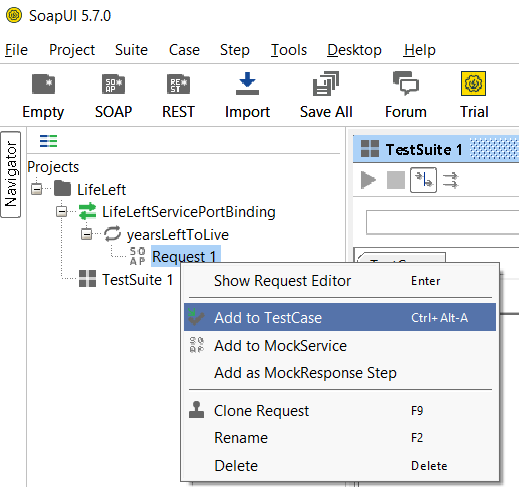 SoapUI 5.7.0
File Project Suite Case Step Tools Desktop Help
Empty SOAP REST Import Save All Forum Trial
Navigator
Projects
LifeLeft
LifeLeftServicePortBinding
yearsLeftToLive
Request 1
TestSuite 1
TestSuite 1
Show Request Editor Enter
Add to TestCase Ctrl+Alt-A
Add to MockService
Add as MockResponse Step
Clone Request F9
Rename F2
Delete Delete